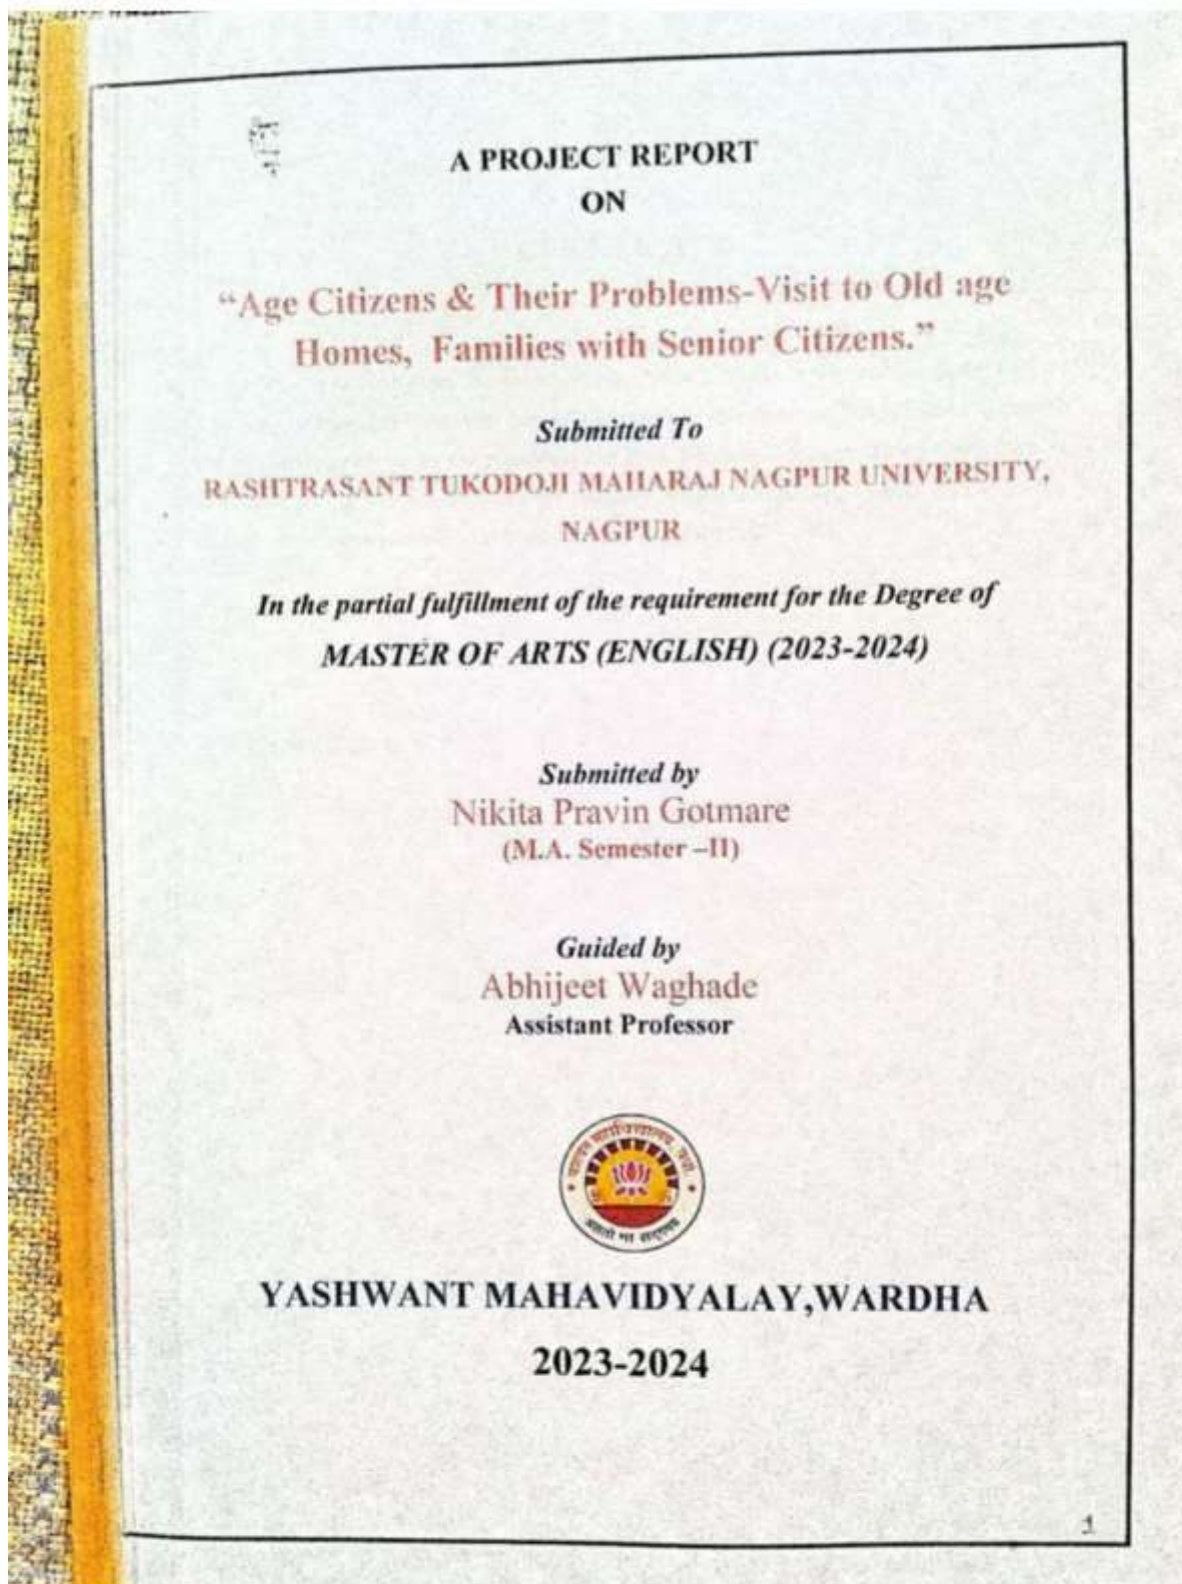 A PROJECT REPORT
ON
“Age Citizens & Their Problems-Visit to Old age
Homes, Families with Senior Citizens.”
Submitted To
RASHTRASANT TUKODOJI MAHARAJ NAGPUR UNIVERSITY,
NAGPUR
In the partial fulfillment of the requirement for the Degree of
MASTER OF ARTS (ENGLISH) (2023-2024)
Submitted by
Nikita Pravin Gotmare
(M.A. Semester –II)
Guided by
Abhijeet Waghade
Assistant Professor
YASHWANT MAHAVIDYALAY,WARDHA
2023-2024
1